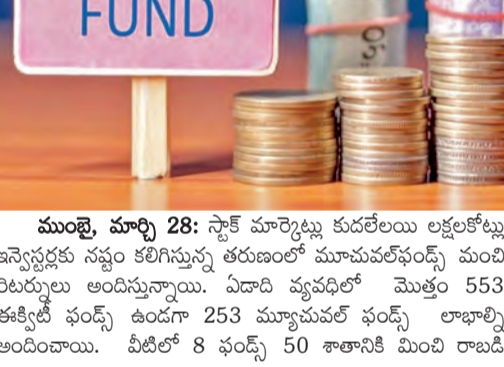 FUND
ముంబై, మార్చి 28: స్టాక్ మార్కెట్లు కుదేలయి లక్షలకోట్లు
ఇన్వెస్టర్లకు నష్టం కలిగిస్తున్న తరుణంలో మూచువల్‌ఫండ్స్ మంచి
రిటర్నులు అందిస్తున్నాయి. ఏడాది వ్యవధిలో మొత్తం 553
ఈక్విటీ ఫండ్స్ ఉండగా 253 మ్యూచువల్ ఫండ్స్ లాభాల్ని
అందించాయి. వీటిలో 8 ఫండ్స్ 50 శాతానికి మించి రాబడి